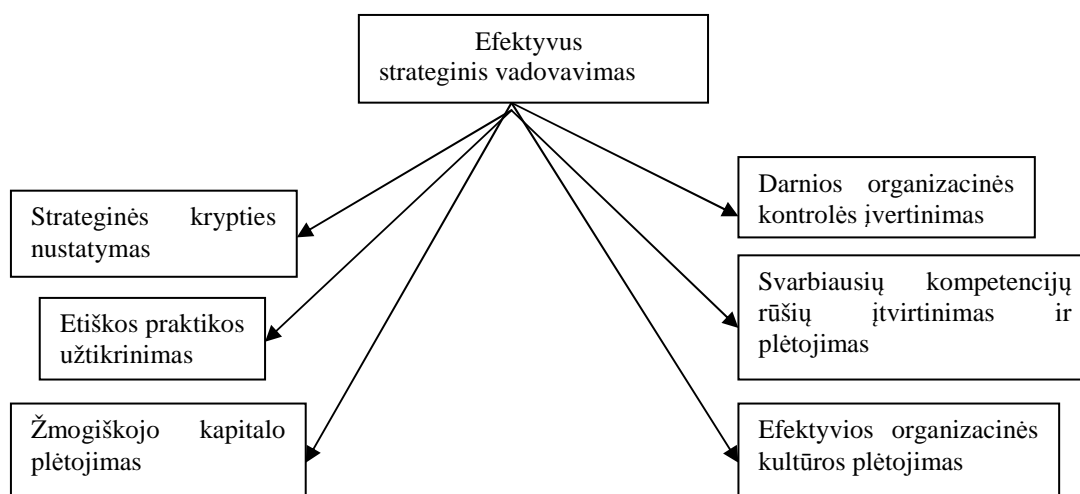 Efektyvus
strateginis vadovavimas
Strateginės krypties
nustatymas
Etiškos praktikos
užtikrinimas
Žmogiškojo kapitalo
plėtojimas
Darnios organizacinės
kontrolės įvertinimas
Svarbiausių kompetencijų
rūšių įtvirtinimas ir
plėtojimas
Efektyvios organizacinės
kultūros plėtojimas